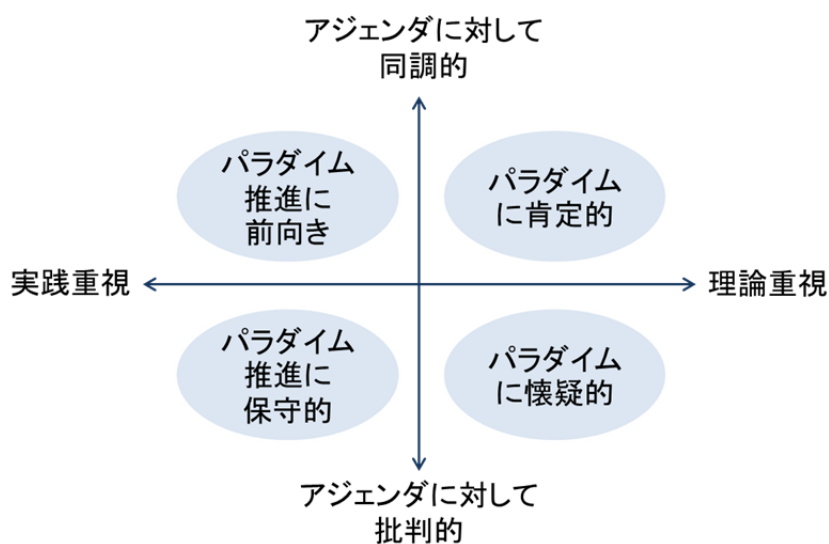 アジェンダに対して
同調的
パラダイム
推進に
前向き
パラダイム
に肯定的
実践重視
理論重視
パラダイム
推進に
保守的
パラダイム
に懐疑的
アジェンダに対して
批判的